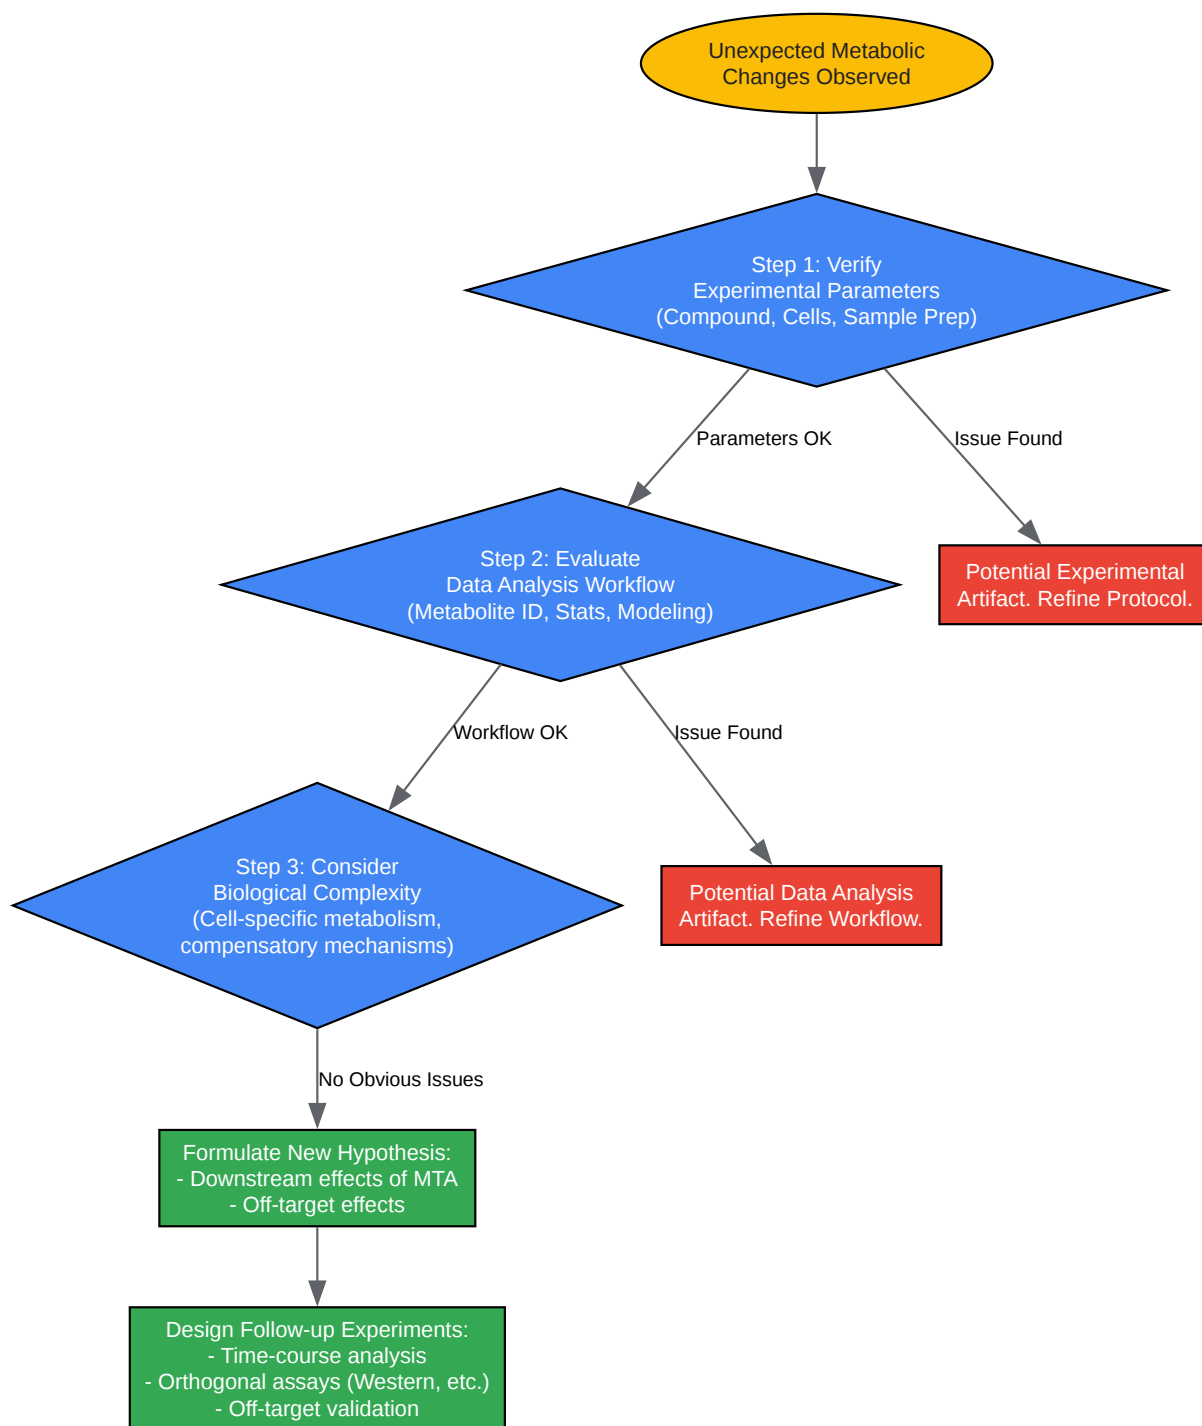 Unexpected Metabolic
Changes Observed
Step 1: Verify
Experimental Parameters
(Compound, Cells, Sample Prep)
Parameters OK
Issue Found
Step 2: Evaluate
Data Analysis Workflow
(Metabolite ID, Stats, Modeling)
Potential Experimental
Artifact. Refine Protocol.
Workflow OK
Issue Found
Step 3: Consider
Biological Complexity
(Cell-specific metabolism,
compensatory mechanisms)
Potential Data Analysis
Artifact. Refine Workflow.
No Obvious Issues
Formulate New Hypothesis:
- Downstream effects of MTA
- Off-target effects
Design Follow-up Experiments:
- Time-course analysis
- Orthogonal assays (Western, etc.)
- Off-target validation